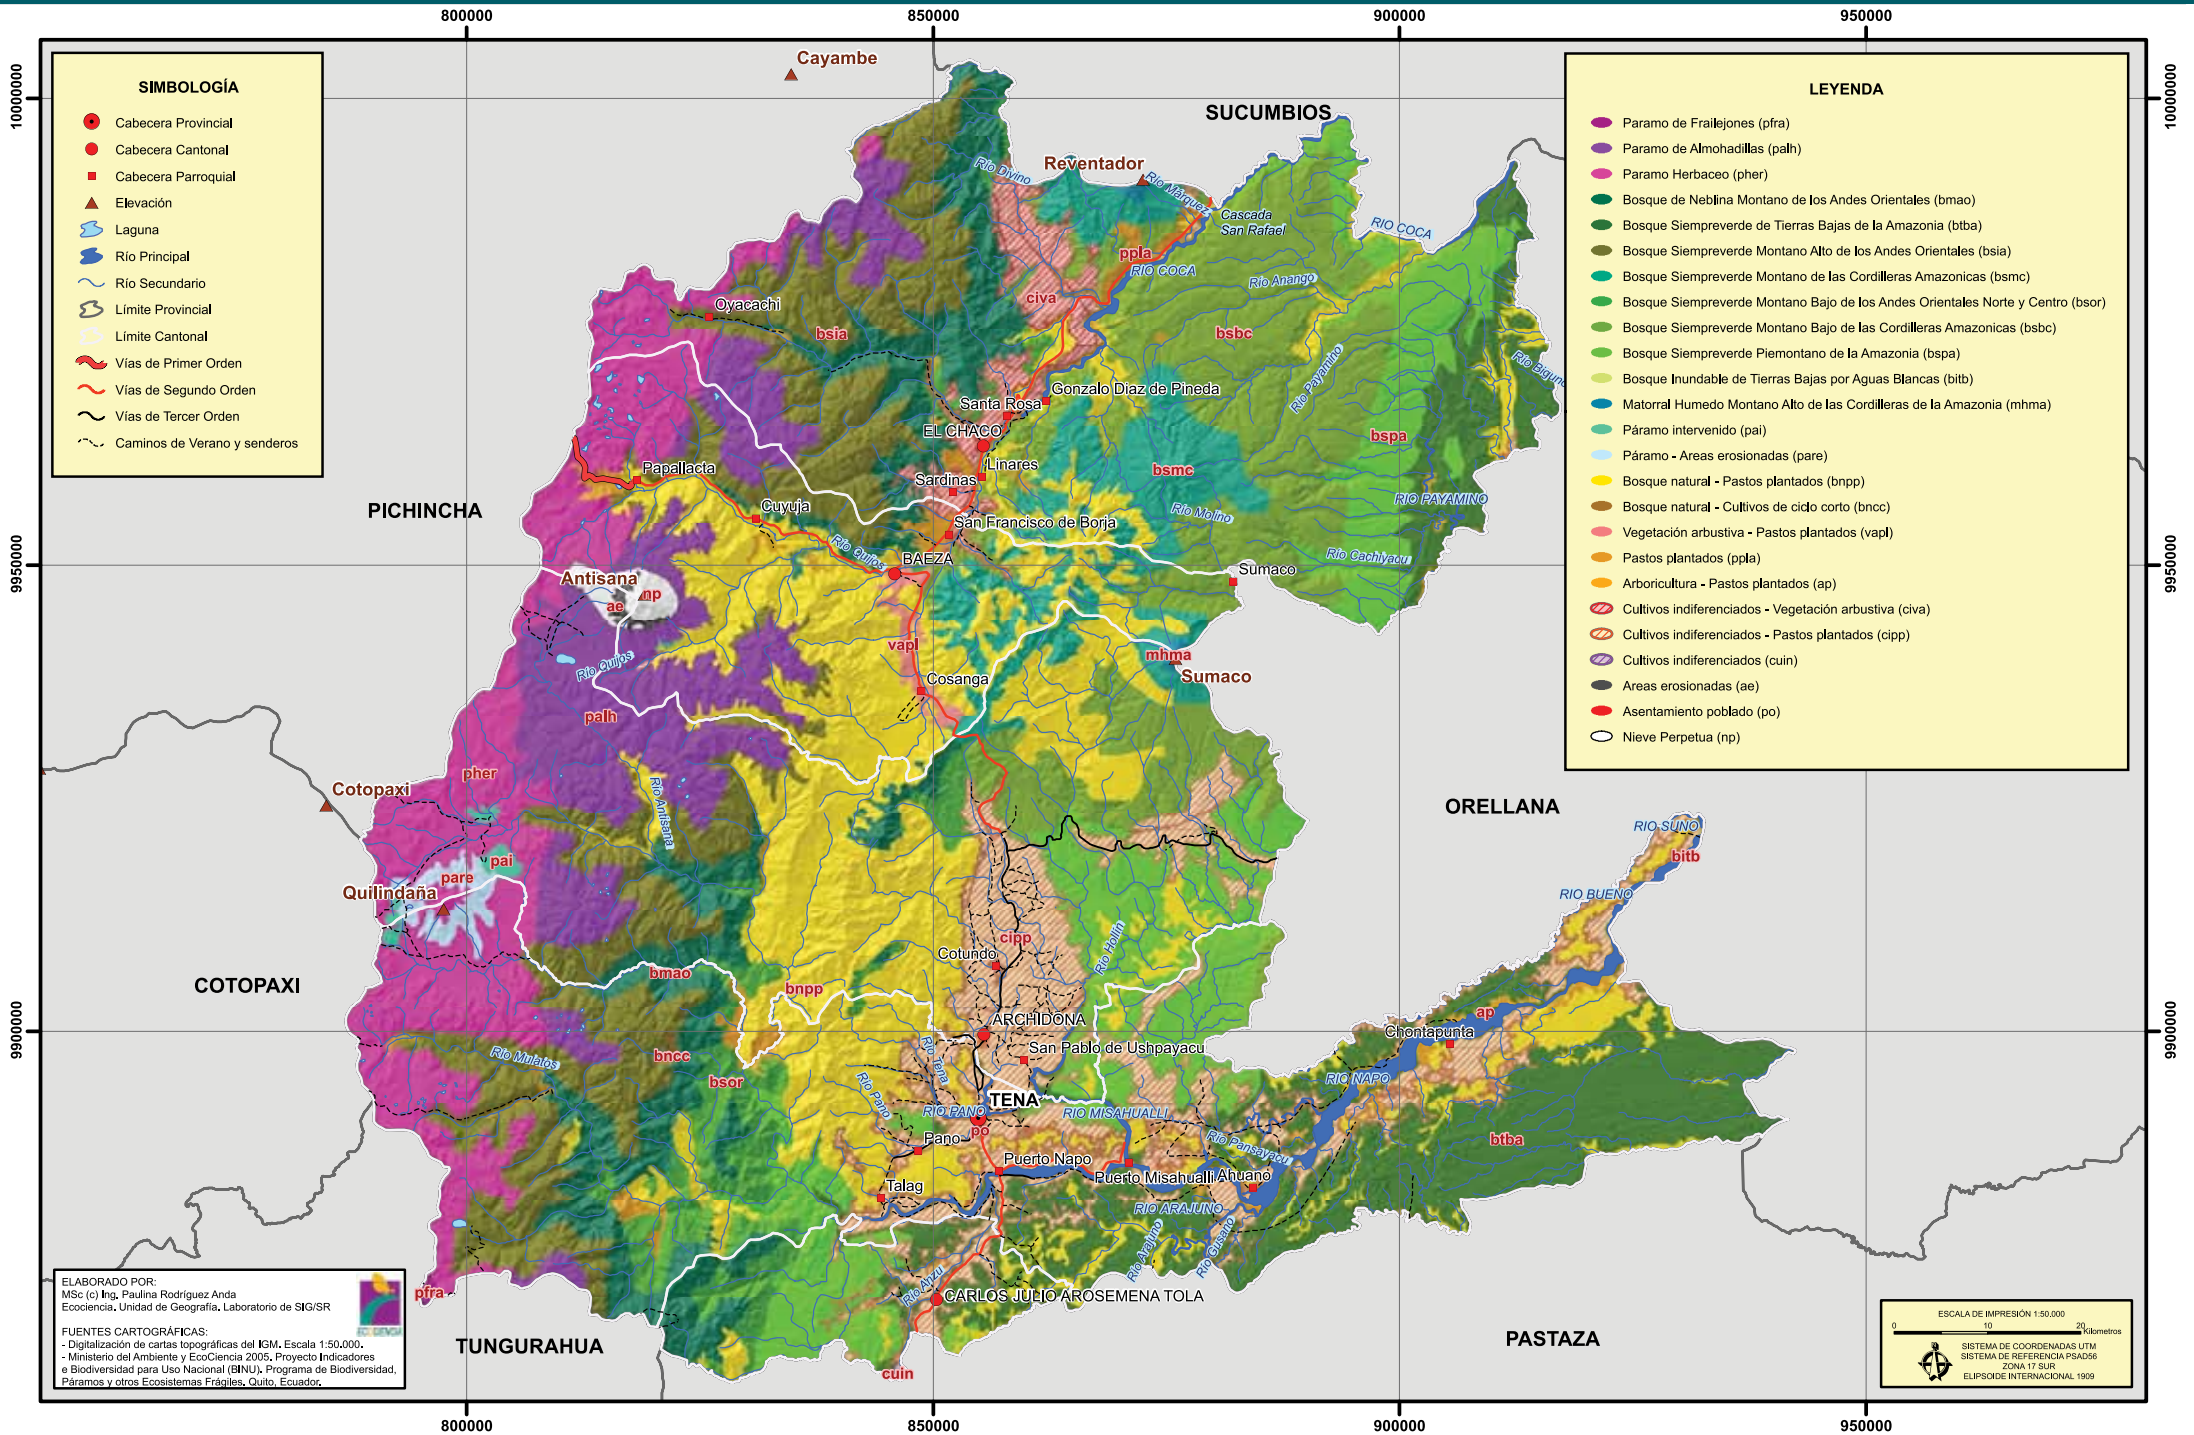 800000
850000
900000
950000
10000000
9950000
9900000
SIMBOLOGÍA
Cabecera Provincial
Cabecera Cantonal
Cabecera Parroquial
Elevación
Laguna
Río Principal
Río Secundario
Límite Provincial
Límite Cantonal
Vías de Primer Orden
Vías de Segundo Orden
Vías de Tercer Orden
Caminos de Verano y senderos
LEYENDA
Paramo de Frailejones (pfra)
Paramo de Almohadillas (palh)
Paramo Herbaceo (pher)
Bosque de Neblina Montano de los Andes Orientales (bmao)
Bosque Siempreverde de Tierras Bajas de la Amazonia (btba)
Bosque Siempreverde Montano Alto de los Andes Orientales (bsia)
Bosque Siempreverde Montano de las Cordilleras Amazonicas (bsmc)
Bosque Siempreverde Montano Bajo de los Andes Orientales Norte y Centro (bsor)
Bosque Siempreverde Montano Bajo de las Cordilleras Amazonicas (bsbc)
Bosque Siempreverde Piemontano de la Amazonia (bspa)
Bosque Inundable de Tierras Bajas por Aguas Blancas (bitb)
Matorral Humedo Montano Alto de las Cordilleras de la Amazonia (mhma)
Páramo intervenido (pai)
Páramo - Areas erosionadas (pare)
Bosque natural - Pastos plantados (bnpp)
Bosque natural - Cultivos de ciclo corto (bncc)
Vegetación arbustiva - Pastos plantados (vapl)
Pastos plantados (ppla)
Arboricultura - Pastos plantados (ap)
Cultivos indiferenciados - Vegetación arbustiva (civa)
Cultivos indiferenciados - Pastos plantados (cipp)
Cultivos indiferenciados (cuin)
Areas erosionadas (ae)
Asentamiento poblado (po)
Nieve Perpetua (np)
Cayambe
SUCUMBIOS
Reventador
Río Divino
Río Márquez
Cascada
San Rafael
RIO COCA
ppla
RIO COCA
Río Anango
civa
Oyacachi
bsia
bsbc
Río Payamino
Río Biguno
Gonzalo Diaz de Pineda
Santa Rosa
EL CHACO
bspa
Linares
Papallacta
bsmc
Sardinas
RIO PAYAMINO
PICHINCHA
Cuyuja
Río Molino
San Francisco de Borja
Río Quijos
BAEZA
Río Cachiyacu
Sumaco
Antisana
np
ae
vapl
mhma
Río Quijos
Cosanga
Sumaco
palh
pher
Río Antisana
Cotopaxi
ORELLANA
RIO SUNO
bitb
pai
pare
Quilindaña
RIO BUENO
cipp
Río Hollín
Cotundo
COTOPAXI
bmao
bnpp
ap
ARCHIDONA
Chontapunta
Río Mulatos
bncc
Río Tena
San Pablo de Ushpayacu
bsor
Río Pano
RIO NAPO
TENA
RIO PANO
RIO MISAHUALLI
po
Pano
Río Pansayacu
btba
Puerto Napo
Puerto Misahualli
Ahuano
Talag
RIO ARAJUNO
Río Arajuno
Río Gusano
Río Anzu
CARLOS JULIO AROSEMENA TOLA
pfra
TUNGURAHUA
PASTAZA
cuin
ELABORADO POR:
MSc (c) Ing. Paulina Rodríguez Anda
Ecociencia. Unidad de Geografía. Laboratorio de SIG/SR
ECOCIENCIA
FUENTES CARTOGRÁFICAS:
- Digitalización de cartas topográficas del IGM. Escala 1:50.000.
- Ministerio del Ambiente y EcoCiencia 2005. Proyecto Indicadores
e Biodiversidad para Uso Nacional (BINU). Programa de Biodiversidad,
Páramos y otros Ecosistemas Frágiles. Quito, Ecuador.
ESCALA DE IMPRESIÓN 1:50.000
0 10 20
Kilometros
SISTEMA DE COORDENADAS UTM
SISTEMA DE REFERENCIA PSAD56
ZONA 17 SUR
ELIPSOIDE INTERNACIONAL 1909
10000000
9950000
9900000
800000
850000
900000
950000